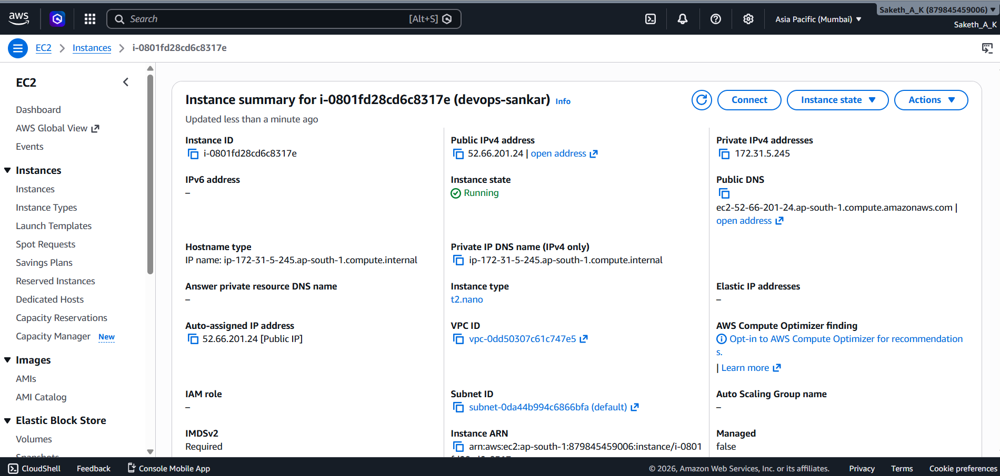 aws
Search [Alt+S]
Asia Pacific (Mumbai)
Saketh_A_K (879845459006)
Saketh_A_K
EC2 Instances i-0801fd28cd6c8317e
EC2
Dashboard
AWS Global View
Events
Instances
Instances
Instance Types
Launch Templates
Spot Requests
Savings Plans
Reserved Instances
Dedicated Hosts
Capacity Reservations
Capacity Manager New
Images
AMIs
AMI Catalog
Elastic Block Store
Volumes
Snapshots
Instance summary for i-0801fd28cd6c8317e (devops-sankar) Info
Updated less than a minute ago
Connect
Instance state
Actions
Instance ID
i-0801fd28cd6c8317e
Public IPv4 address
52.66.201.24 | open address
Private IPv4 addresses
172.31.5.245
IPv6 address
–
Instance state
Running
Public DNS
ec2-52-66-201-24.ap-south-1.compute.amazonaws.com |
open address
Hostname type
IP name: ip-172-31-5-245.ap-south-1.compute.internal
Private IP DNS name (IPv4 only)
ip-172-31-5-245.ap-south-1.compute.internal
Answer private resource DNS name
–
Instance type
t2.nano
Elastic IP addresses
–
Auto-assigned IP address
52.66.201.24 [Public IP]
VPC ID
vpc-0dd50307c61c747e5
AWS Compute Optimizer finding
Opt-in to AWS Compute Optimizer for recommendation
s.
| Learn more
IAM role
–
Subnet ID
subnet-0da44b994c6866bfa (default)
Auto Scaling Group name
–
IMDSv2
Required
Instance ARN
arn:aws:ec2:ap-south-1:879845459006:instance/i-0801
Managed
false
CloudShell Feedback Console Mobile App
© 2026, Amazon Web Services, Inc. or its affiliates. Privacy Terms Cookie preferences